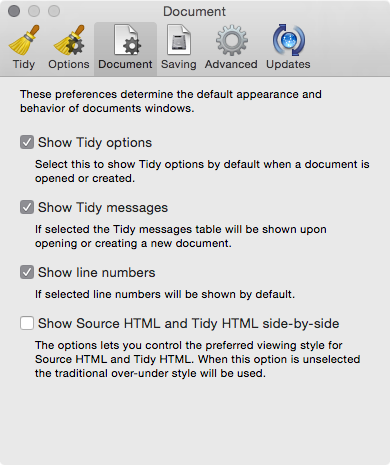 Document
Tidy Options Document Saving Advanced Updates
These preferences determine the default appearance and
behavior of documents windows.
Show Tidy options
Select this to show Tidy options by default when a document is
opened or created.
Show Tidy messages
If selected the Tidy messages table will be shown upon
opening or creating a new document.
Show line numbers
If selected line numbers will be shown by default.
Show Source HTML and Tidy HTML side-by-side
The options lets you control the preferred viewing style for
Source HTML and Tidy HTML. When this option is unselected
the traditional over-under style will be used.